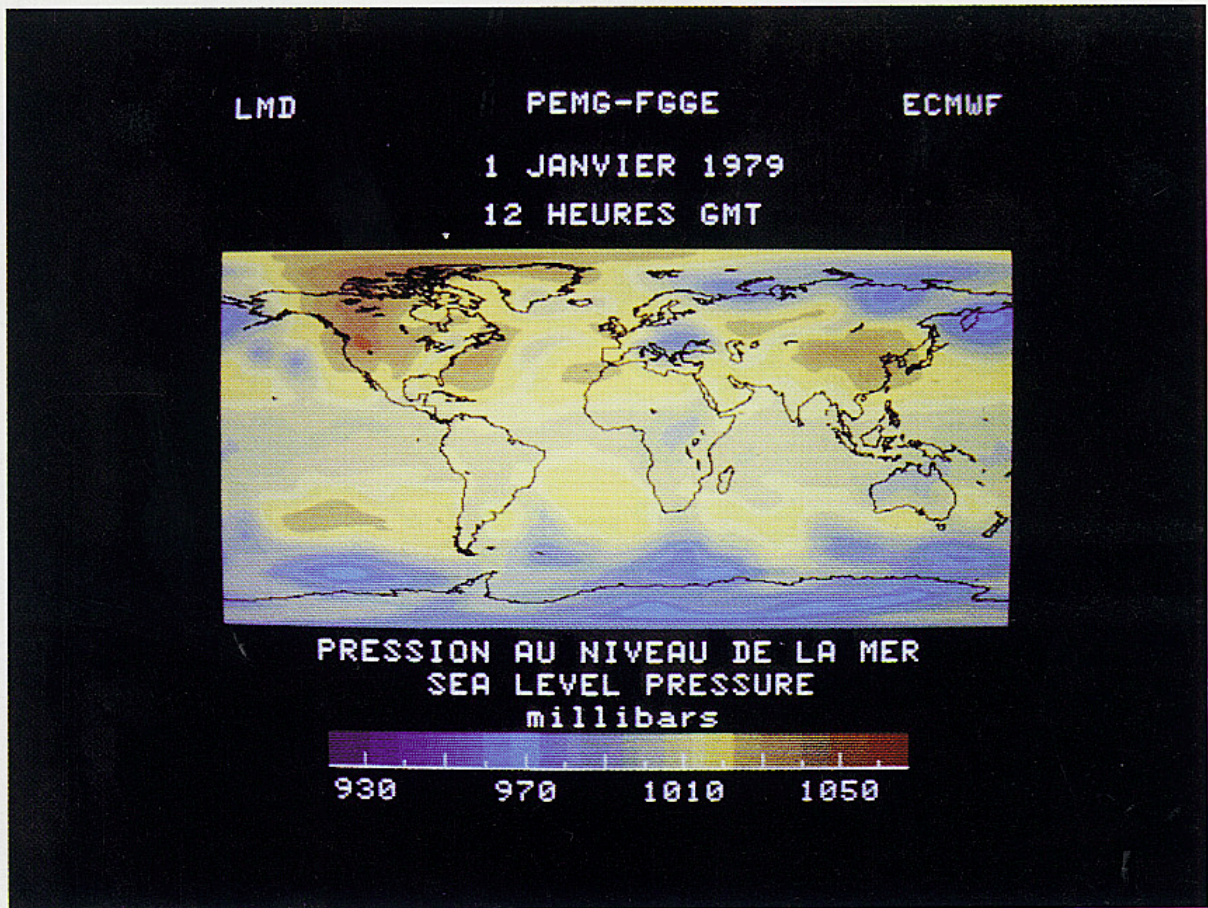 LMD PEMG-FGGE ECMWF
1 JANVIER 1979
12 HEURES GMT
PRESSION AU NIVEAU DE LA MER
SEA LEVEL PRESSURE
millibars
930 970 1010 1050